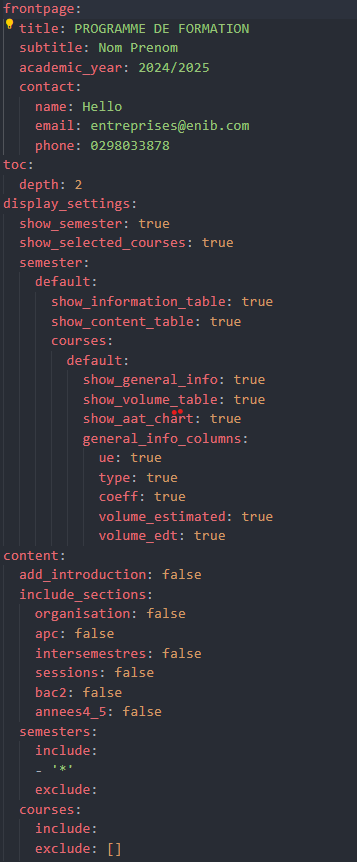 frontpage:
  title: PROGRAMME DE FORMATION
  subtitle: Nom Prenom
  academic_year: 2024/2025
  contact:
    name: Hello
    email: entreprises@enib.com
    phone: 0298033878
toc:
  depth: 2
display_settings:
  show_semester: true
  show_selected_courses: true
  semester:
    default:
      show_information_table: true
      show_content_table: true
      courses:
        default:
          show_general_info: true
          show_volume_table: true
          show_aat_chart: true
          general_info_columns:
            ue: true
            type: true
            coeff: true
            volume_estimated: true
            volume_edt: true
content:
  add_introduction: false
  include_sections:
    organisation: false
    apc: false
    intersemestres: false
    sessions: false
    bac2: false
    annees4_5: false
  semesters:
    include:
    - '*'
    exclude:
  courses:
    include:
    exclude: []